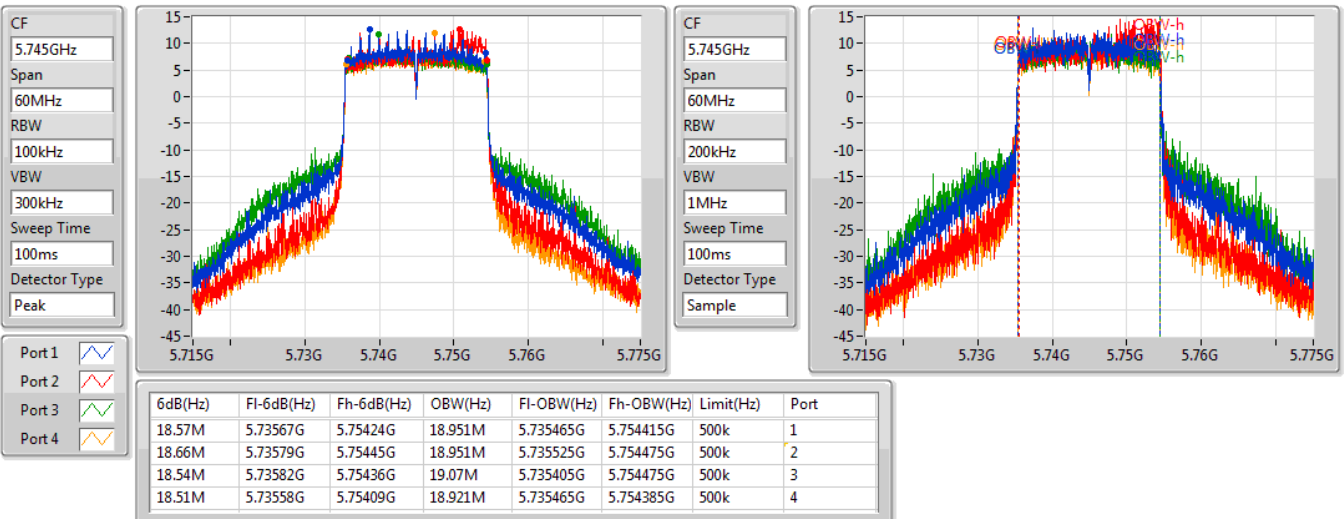 CF
5.745GHz
Span
60MHz
RBW
100kHz
VBW
300kHz
Sweep Time
100ms
Detector Type
Peak
Port 1
Port 2
Port 3
Port 4
15
10
5
0
-5
-10
-15
-20
-25
-30
-35
-40
-45
5.715G 5.73G 5.74G 5.75G 5.76G 5.775G
CF
5.745GHz
Span
60MHz
RBW
200kHz
VBW
1MHz
Sweep Time
100ms
Detector Type
Sample
15
10
5
0
-5
-10
-15
-20
-25
-30
-35
-40
-45
OBW-h
OBW-h
OBW-h
5.715G 5.73G 5.74G 5.75G 5.76G 5.775G
6dB(Hz) Fl-6dB(Hz) Fh-6dB(Hz) OBW(Hz) Fl-OBW(Hz) Fh-OBW(Hz) Limit(Hz) Port
18.57M 5.73567G 5.75424G 18.951M 5.735465G 5.754415G 500k 1
18.66M 5.73579G 5.75445G 18.951M 5.735525G 5.754475G 500k 2
18.54M 5.73582G 5.75436G 19.07M 5.735405G 5.754475G 500k 3
18.51M 5.73558G 5.75409G 18.921M 5.735465G 5.754385G 500k 4